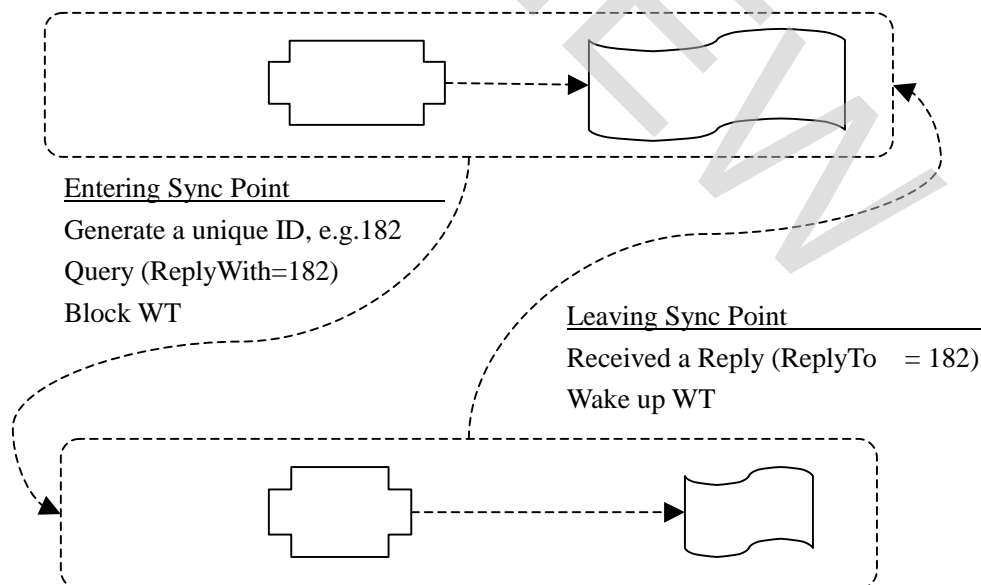 Entering Sync Point
Generate a unique ID, e.g.182
Query (ReplyWith=182)
Block WT
Leaving Sync Point
Received a Reply (ReplyTo = 182)
Wake up WT